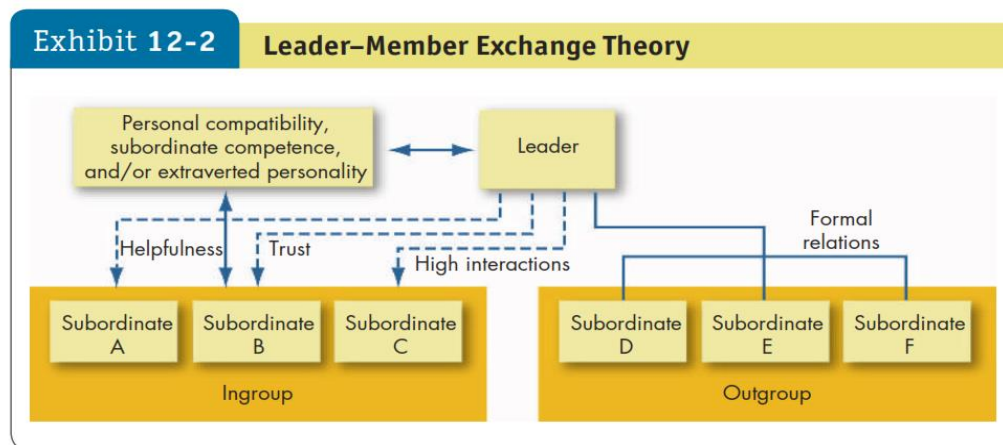 Exhibit 12-2
Leader–Member Exchange Theory
Personal compatibility,
subordinate competence,
and/or extraverted personality
Leader
Formal
relations
Helpfulness
Trust
High interactions
Subordinate
A
Subordinate
B
Subordinate
C
Subordinate
D
Subordinate
E
Subordinate
F
Ingroup
Outgroup